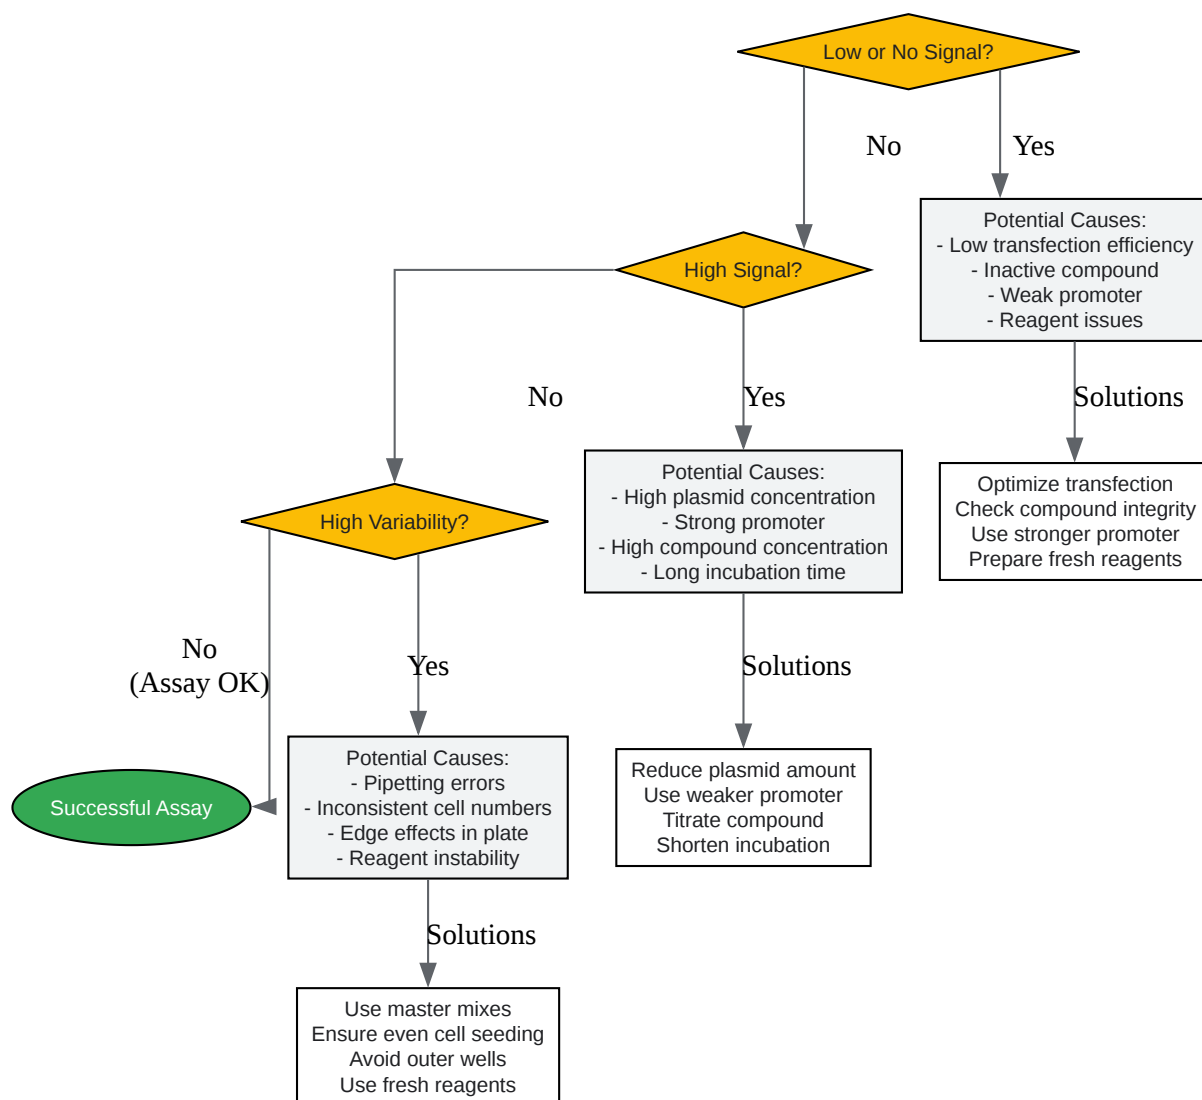 Low or No Signal?
No
Yes
Potential Causes:
- Low transfection efficiency
- Inactive compound
- Weak promoter
- Reagent issues
High Signal?
No
Yes
Solutions
Potential Causes:
- High plasmid concentration
- Strong promoter
- High compound concentration
- Long incubation time
Optimize transfection
Check compound integrity
Use stronger promoter
Prepare fresh reagents
High Variability?
No
(Assay OK)
Yes
Solutions
Successful Assay
Potential Causes:
- Pipetting errors
- Inconsistent cell numbers
- Edge effects in plate
- Reagent instability
Reduce plasmid amount
Use weaker promoter
Titrate compound
Shorten incubation
Solutions
Use master mixes
Ensure even cell seeding
Avoid outer wells
Use fresh reagents